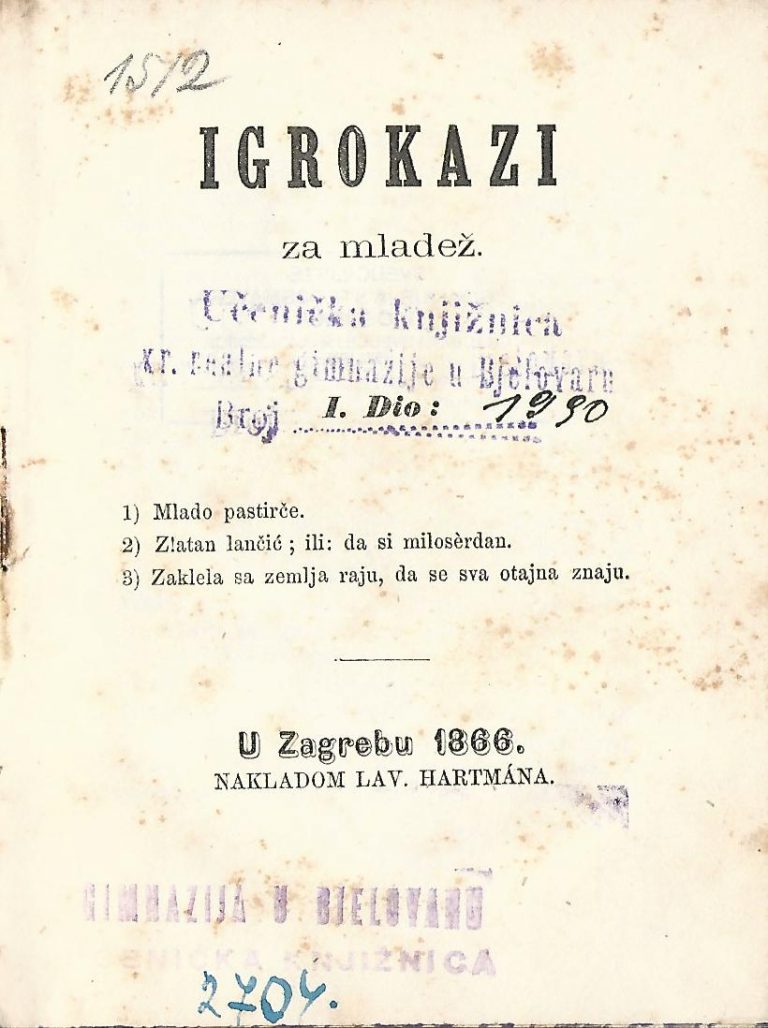 1572
IGROKAZI
za mladež.
Učenička knjižnica
kr. realne gimnazije u Bjelovaru
Broj 1990
I. Dio:
1) Mlado pastirče.
2) Zlatan lančić ; ili: da si milosèrdan.
3) Zaklela sa zemlja raju, da se sva otajna znaju.
U Zagrebu 1866.
NAKLADOM LAV. HARTMÁNA.
GIMNAZIJA U BJELOVARU
ENIČKA KNJIŽNICA
2704.